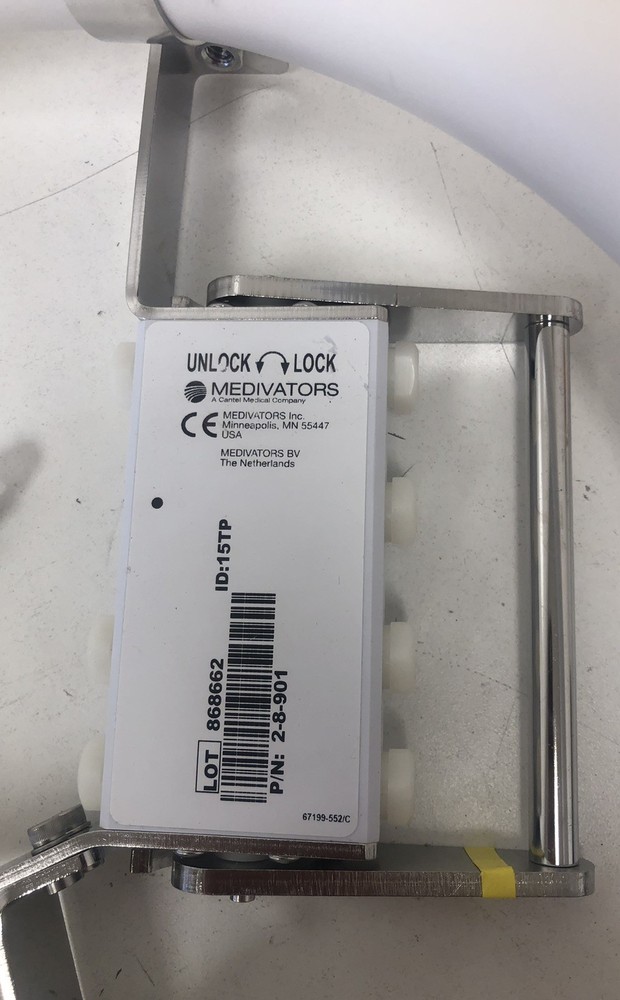 UNLOCK LOCK
MEDIVATORS
A Cantel Medical Company
CE
MEDIVATORS Inc.
Minneapolis, MN 55447
USA
MEDIVATORS BV
The Netherlands
ID:15TP
LOT 868662
P/N: 2-8-901
67199-552/C